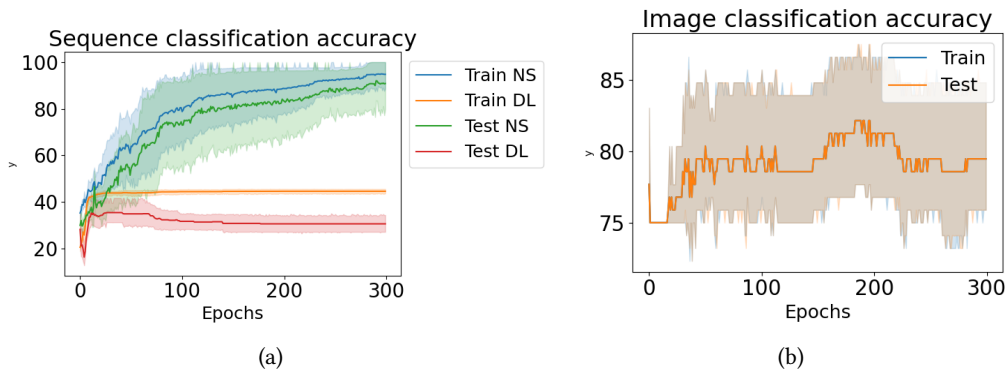 Sequence classification accuracy
100
80
60
40
20
y
0
100
200
300
Epochs
Train NS
Train DL
Test NS
Test DL
(a)
Image classification accuracy
85
80
75
y
0
100
200
300
Epochs
Train
Test
(b)